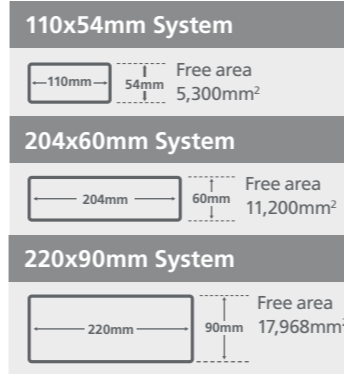 110x54mm System
110mm
54mm
Free area
5,300mm²
204x60mm System
204mm
60mm
Free area
11,200mm²
220x90mm System
220mm
90mm
Free area
17,968mm²